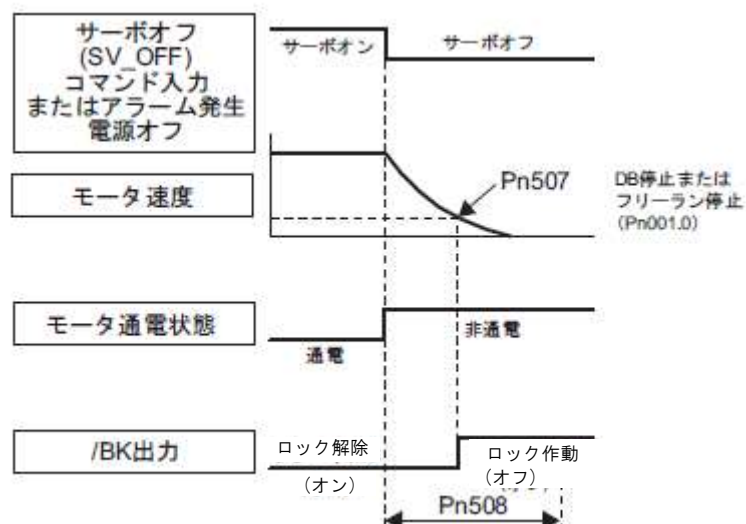 サーボオフ
(SV_OFF)
コマンド入力
またはアラーム発生
電源オフ
サーボオン
サーボオフ
モータ速度
Pn507
DB停止または
フリーラン停止
(Pn001.0)
モータ通電状態
通電
非通電
/BK出力
ロック解除
(オン)
ロック作動
(オフ)
Pn508